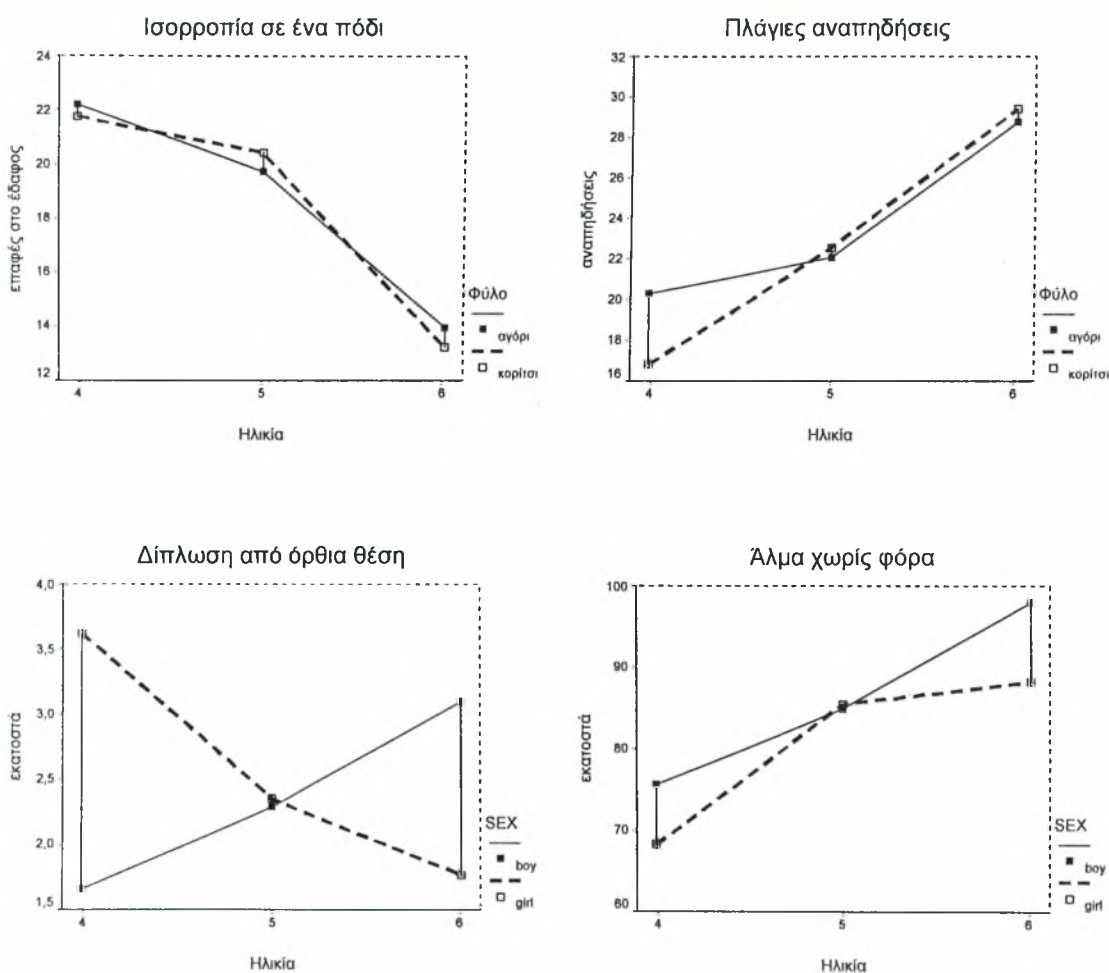 Ισορροπία σε ένα πόδι
24
22
20
18
16
14
12
επαφές στο έδαφος
4
5
6
Ηλικία
Φύλο
αγόρι
κορίτσι
Πλάγιες αναπηδήσεις
32
30
28
26
24
22
20
18
16
αναπηδήσεις
4
5
6
Ηλικία
Φύλο
αγόρι
κορίτσι
Δίπλωση από όρθια θέση
4,0
3,5
3,0
2,5
2,0
1,5
εκατοστά
4
5
6
Ηλικία
SEX
boy
girl
Άλμα χωρίς φόρα
100
90
80
70
60
εκατοστά
4
5
6
Ηλικία
SEX
boy
girl